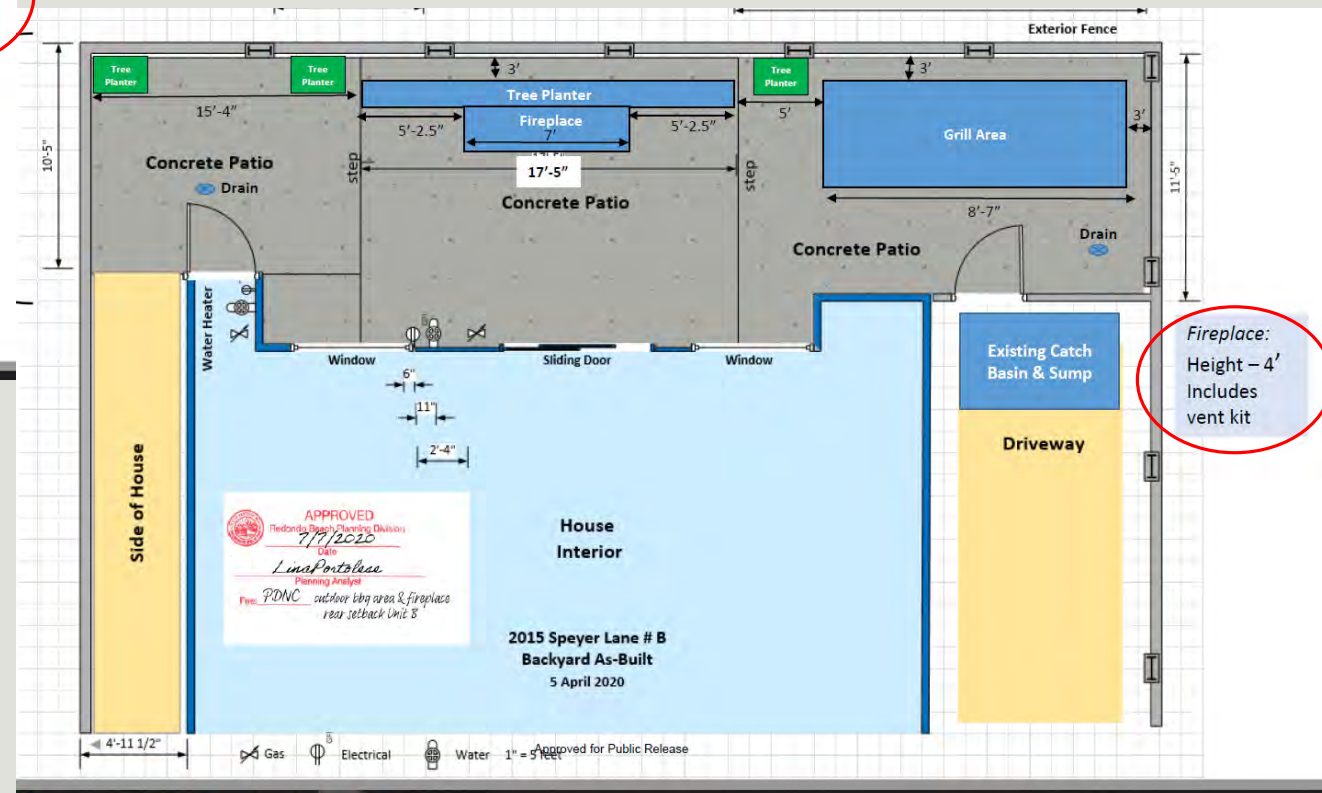 Exterior Fence
Tree
Planter
Tree
Planter
3'
Tree Planter
Tree
Planter
3'
15'-4"
5'-2.5"
Fireplace
7'
5'-2.5"
5'
Grill Area
3'
10'-5"
Concrete Patio
step
17'-5"
step
11'-5"
Drain
Concrete Patio
8'-7"
Drain
Concrete Patio
Water Heater
Window
Sliding Door
Window
6"
11"
2'-4"
Existing Catch
Basin & Sump
Fireplace:
Height – 4'
Includes
vent kit
Driveway
Side of House
APPROVED
Redondo Beach Planning Division
7/7/2020
Date
Lina Portolese
Planning Analyst
Fee: PDNC outdoor bbq area & fireplace
rear setback Unit B
House
Interior
2015 Speyer Lane # B
Backyard As-Built
5 April 2020
4'-11 1/2"
Gas
Electrical
Water
1" = 5 feet
Approved for Public Release